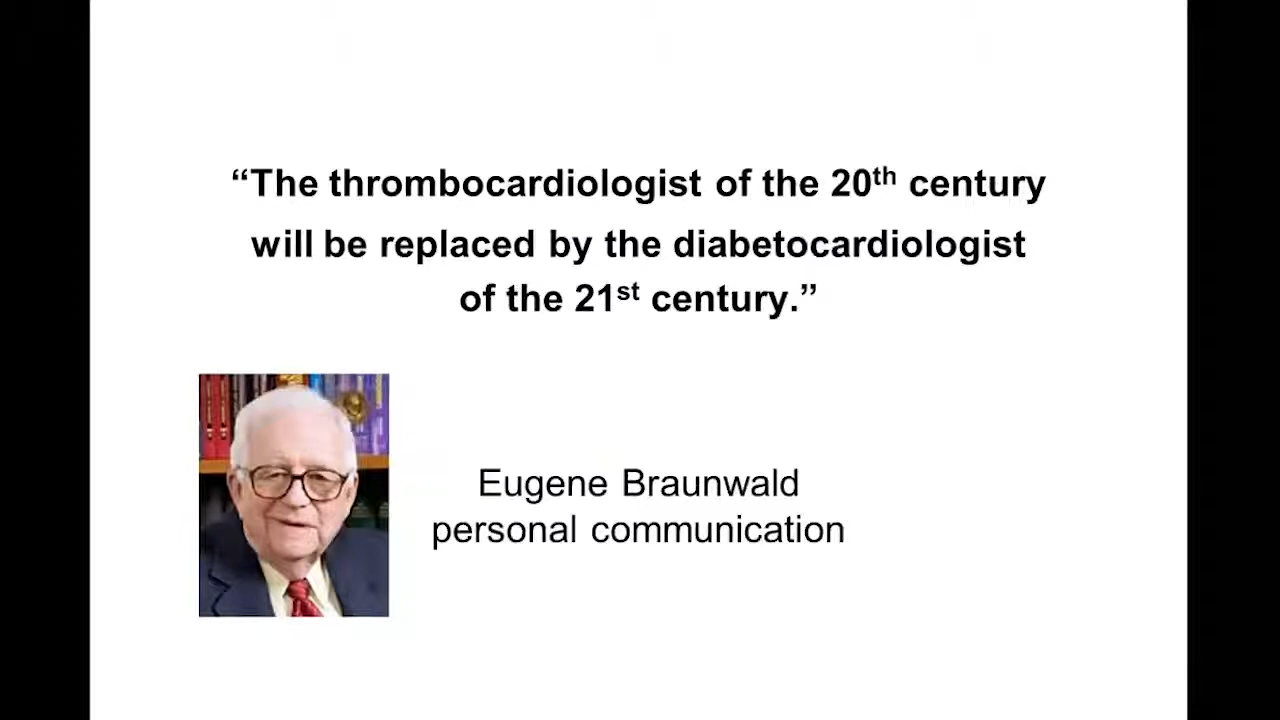 “The thrombocardiologist of the 20th century
will be replaced by the diabetocardiologist
of the 21st century.”
Eugene Braunwald
personal communication